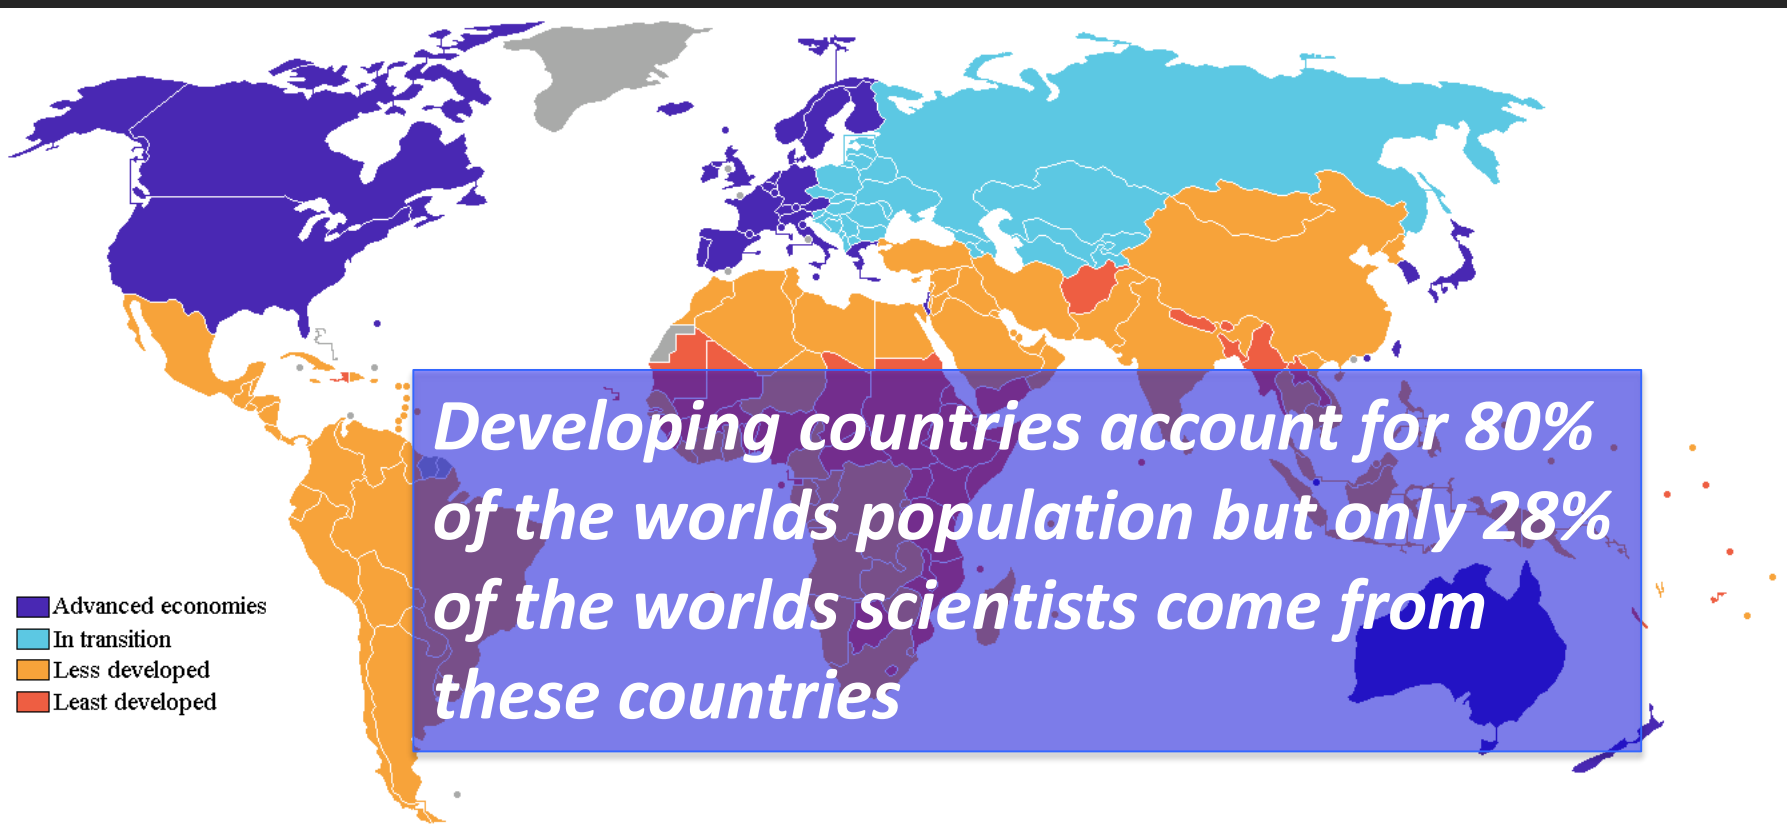 Developing countries account for 80%
of the worlds population but only 28%
of the worlds scientists come from
these countries
Advanced economies
In transition
Less developed
Least developed